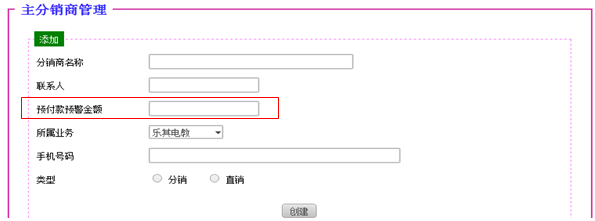 主分销商管理
添加
分销商名称
联系人
预付款预警金额
所属业务 乐其电教
手机号码
类型 分销 直销
创建